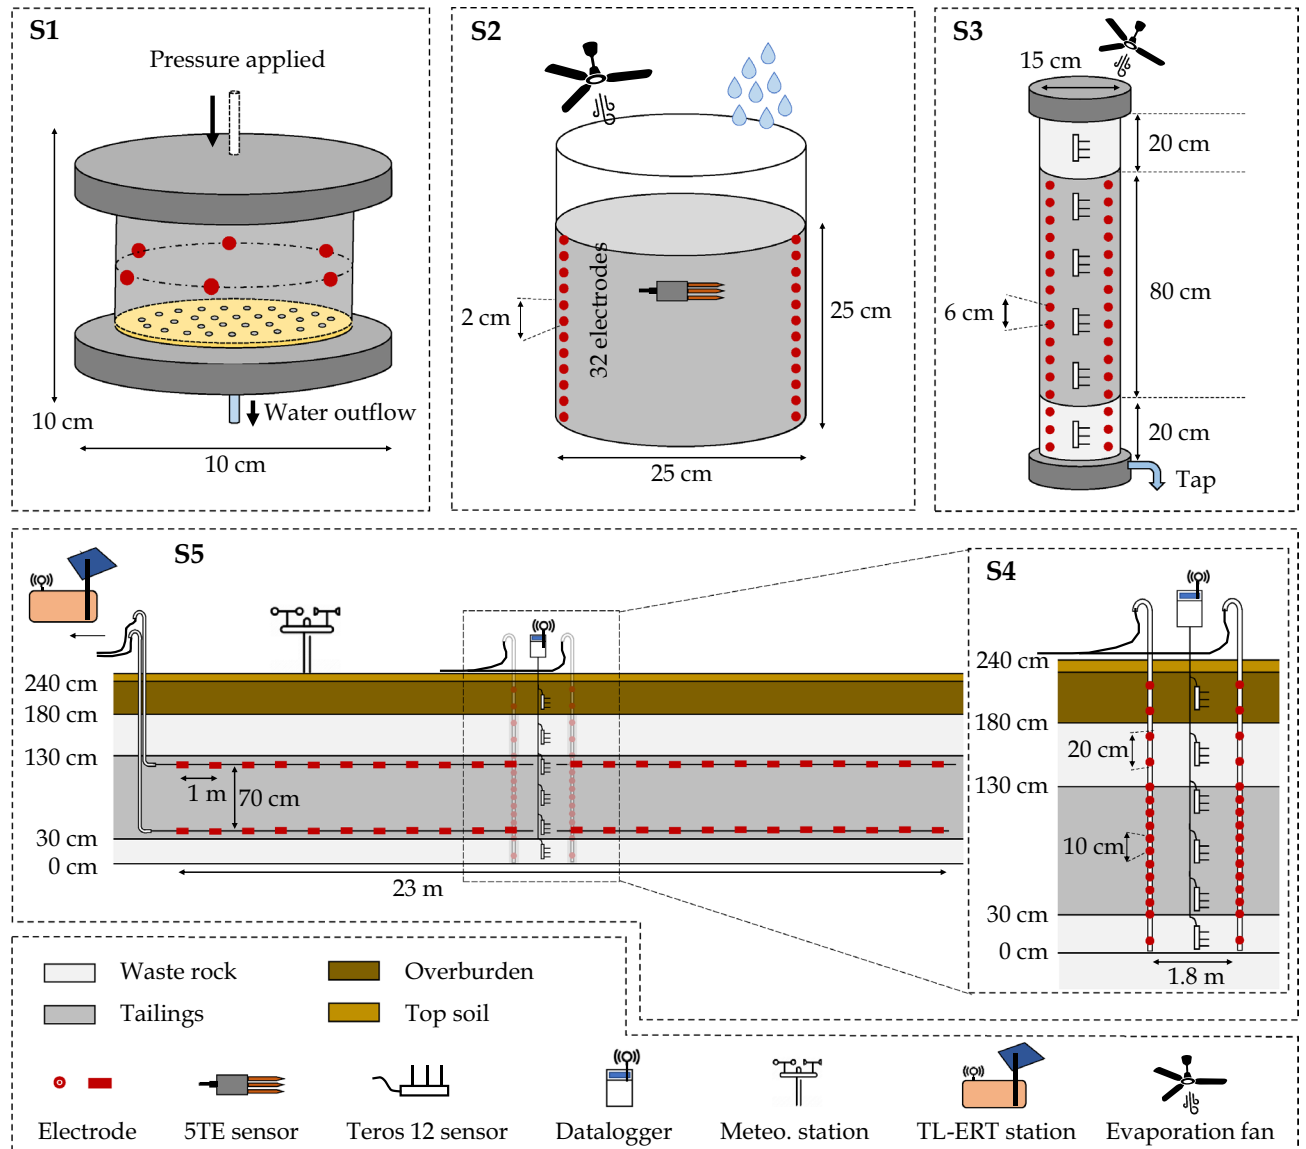 S1
Pressure applied
10 cm
Water outflow
10 cm
S2
32 electrodes
2 cm
25 cm
25 cm
S3
15 cm
20 cm
80 cm
6 cm
20 cm
Tap
S5
240 cm
180 cm
130 cm
1 m
70 cm
30 cm
0 cm
23 m
S4
240 cm
180 cm
20 cm
130 cm
10 cm
30 cm
0 cm
1.8 m
Waste rock
Overburden
Tailings
Top soil
Electrode
5TE sensor
Teros 12 sensor
Datalogger
Meteo. station
TL-ERT station
Evaporation fan